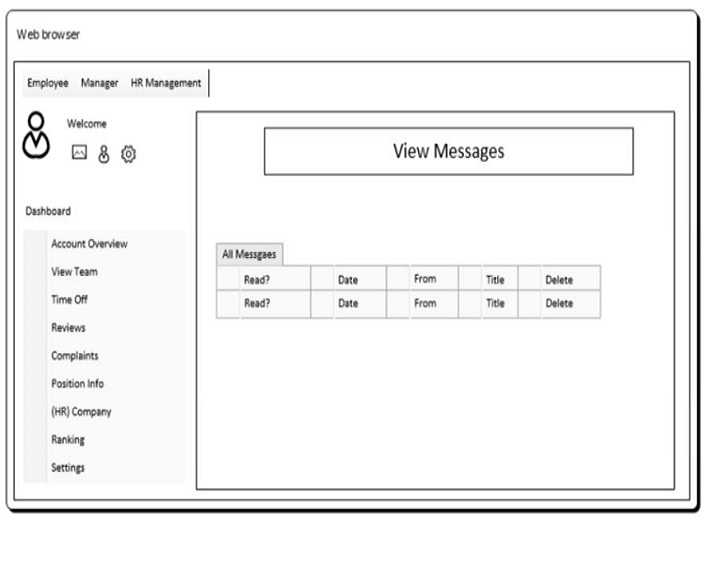 Web browser
Employee Manager HR Management
Welcome
View Messages
Dashboard
Account Overview
View Team
Time Off
Reviews
Complaints
Position Info
(HR) Company
Ranking
Settings
All Messgaes
Read? Date From Title Delete
Read? Date From Title Delete